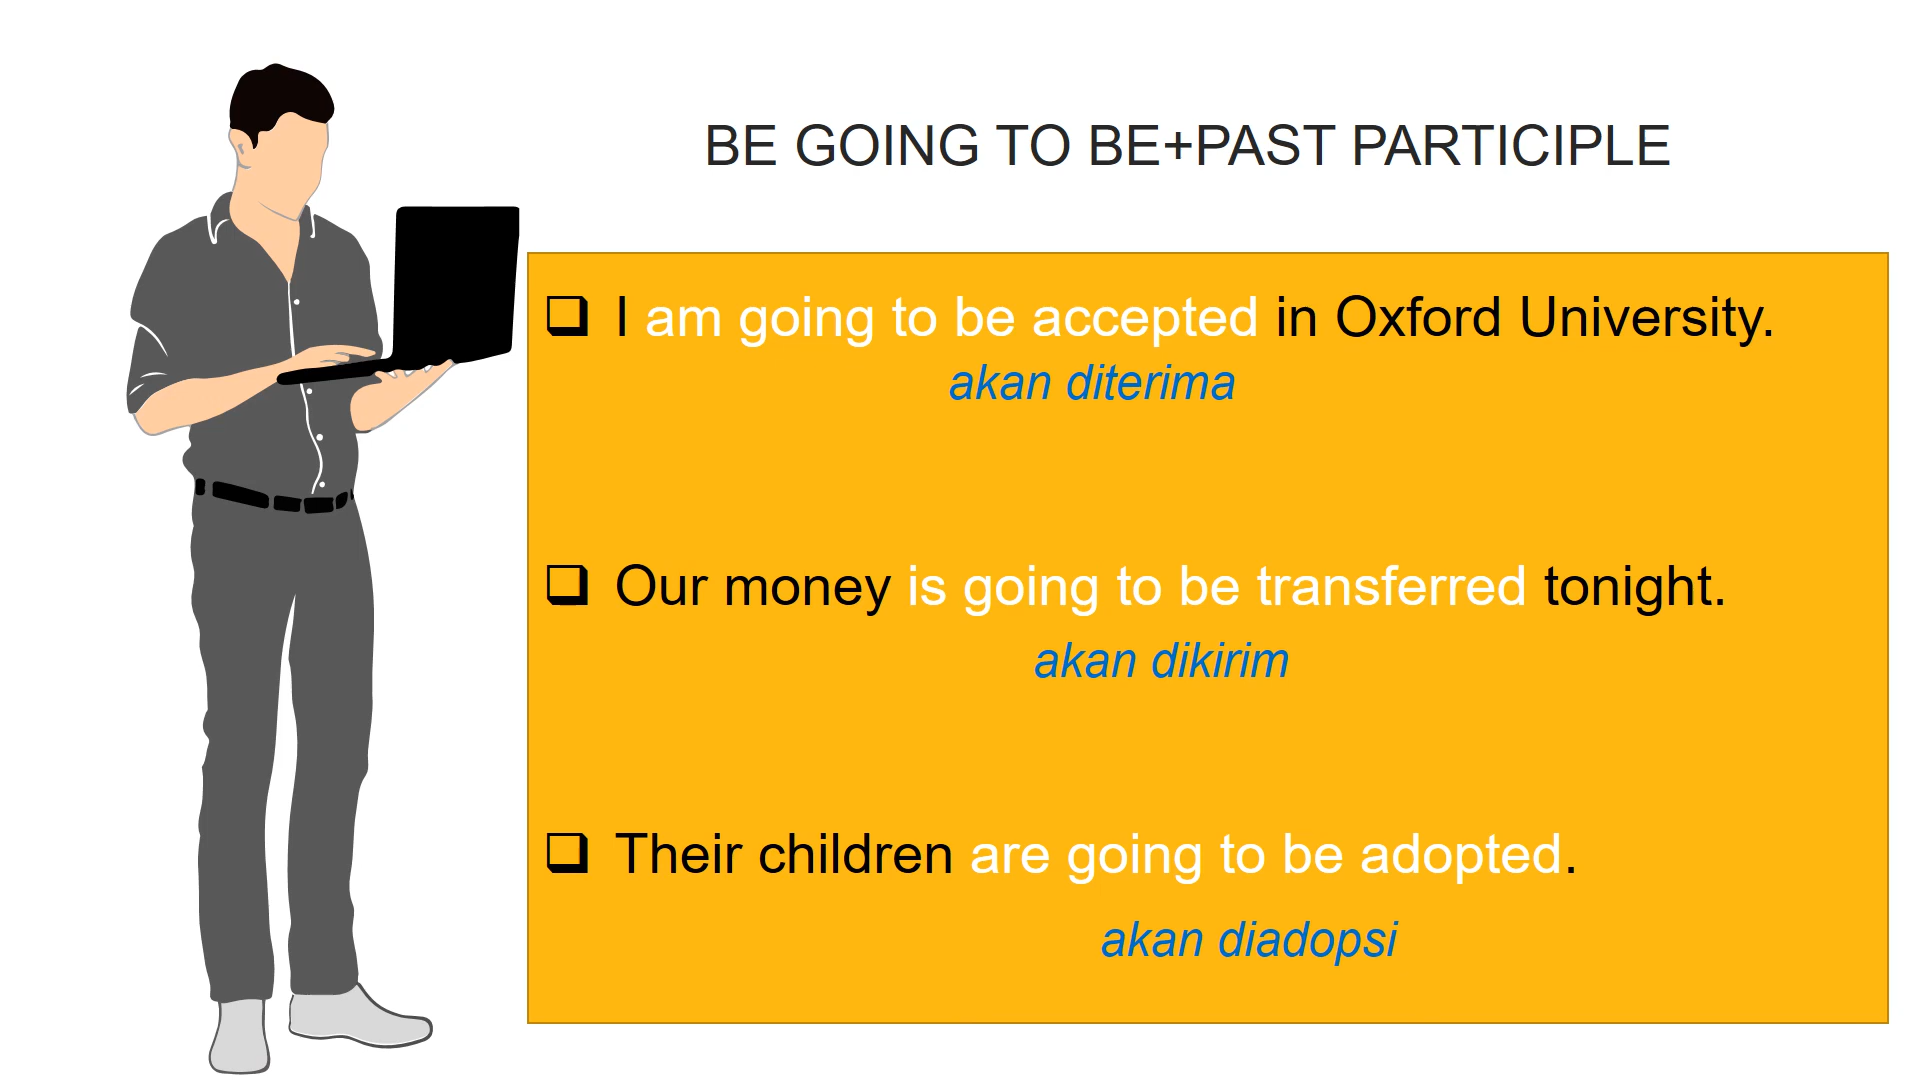 BE GOING TO BE+PAST PARTICIPLE
I am going to be accepted in Oxford University.
akan diterima
Our money is going to be transferred tonight.
akan dikirim
Their children are going to be adopted.
akan diadopsi